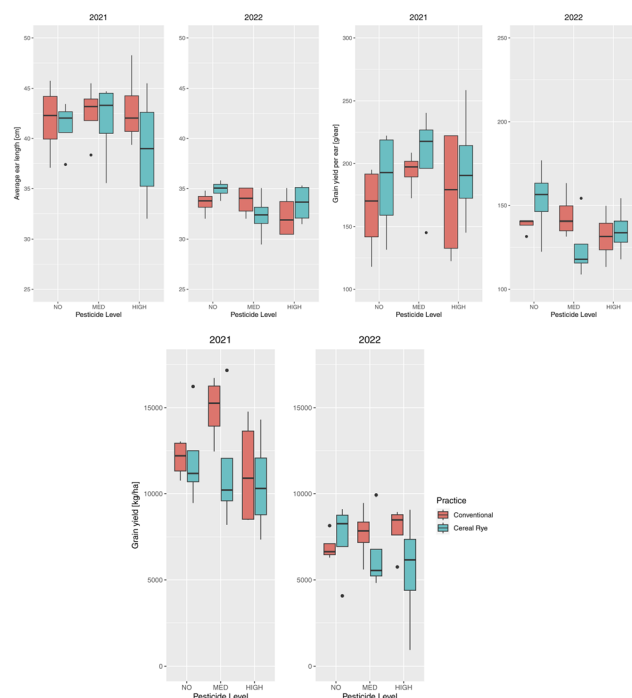 2021
2022
2021
2022
Average ear length [cm]
50
45
40
35
30
25
50
45
40
35
30
25
Grain yield per ear [g/ear]
300
250
200
150
100
250
200
150
100
NO MED HIGH
NO MED HIGH
NO MED HIGH
NO MED HIGH
Pesticide Level
Pesticide Level
Pesticide Level
Pesticide Level
2021
2022
Grain yield [kg/ha]
15000
10000
5000
0
15000
10000
5000
0
Practice
Conventional
Cereal Rye
NO MED HIGH
NO MED HIGH
Pesticide Level
Pesticide Level